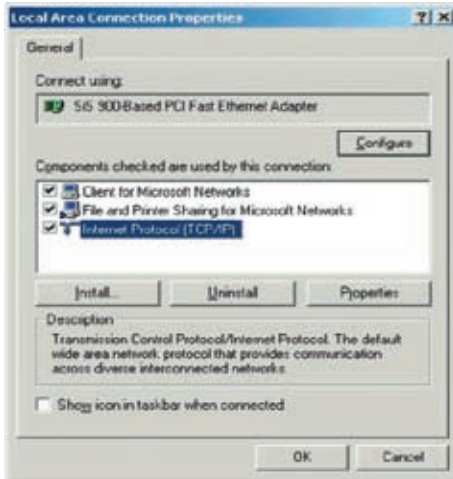 Local Area Connection Properties
General
Connect using:
SiS 900-Based PCI Fast Ethernet Adapter
Configure
Components checked are used by this connection:
Client for Microsoft Networks
File and Printer Sharing for Microsoft Networks
Internet Protocol (TCP/IP)
Install... Uninstall Properties
Description
Transmission Control Protocol/Internet Protocol. The default
wide area network protocol that provides communication
across diverse interconnected networks.
Show icon in taskbar when connected
OK Cancel